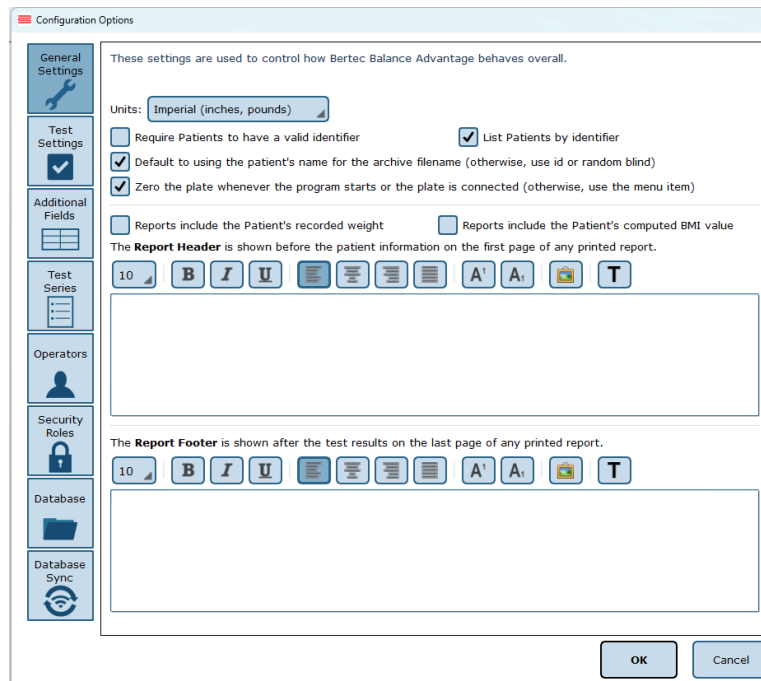 Configuration Options
General
Settings
Test
Settings
Additional
Fields
Test
Series
Operators
Security
Roles
Database
Database
Sync
These settings are used to control how Bertec Balance Advantage behaves overall.
Units: Imperial (inches, pounds)
Require Patients to have a valid identifier
List Patients by identifier
Default to using the patient's name for the archive filename (otherwise, use id or random blind)
Zero the plate whenever the program starts or the plate is connected (otherwise, use the menu item)
Reports include the Patient's recorded weight
Reports include the Patient's computed BMI value
The Report Header is shown before the patient information on the first page of any printed report.
10 B I U A¹ A₁ T
The Report Footer is shown after the test results on the last page of any printed report.
10 B I U A¹ A₁ T
OK Cancel